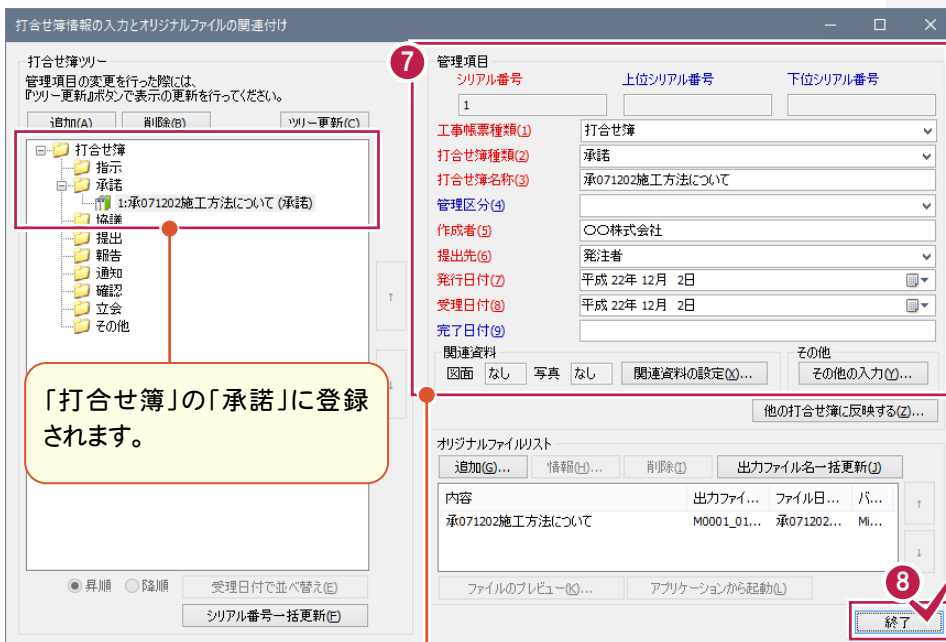 打合せ簿情報の入力とオリジナルファイルの関連付け
打合せ簿ツリー
管理項目の変更を行った際には、
『ツリー更新』ボタンで表示の更新を行ってください。
追加(A) 削除(B) ツリー更新(C)
打合せ簿
指示
承諾
1:承071202施工方法について (承諾)
協議
提出
報告
通知
確認
立会
その他
↑
↓
「打合せ簿」の「承諾」に登録
されます。
昇順 降順 受理日付で並べ替え(E)
シリアル番号一括更新(F)
7
管理項目
シリアル番号 上位シリアル番号 下位シリアル番号
1
工事帳票種類(1) 打合せ簿
打合せ簿種類(2) 承諾
打合せ簿名称(3) 承071202施工方法について
管理区分(4)
作成者(5) 〇〇株式会社
提出先(6) 発注者
発行日付(7) 平成 22年 12月 2日
受理日付(8) 平成 22年 12月 2日
完了日付(9)
関連資料 その他
図面 なし 写真 なし 関連資料の設定(X)... その他の入力(Y)...
他の打合せ簿に反映する(Z)...
オリジナルファイルリスト
追加(G)... 情報(H)... 削除(I) 出力ファイル名一括更新(J)
内容 出力ファイ... ファイル日... バ...
承071202施工方法について M0001_01... 承071202... Mi...
↑
↓
ファイルのプレビュー(K)... アプリケーションから起動(L)
8
終了